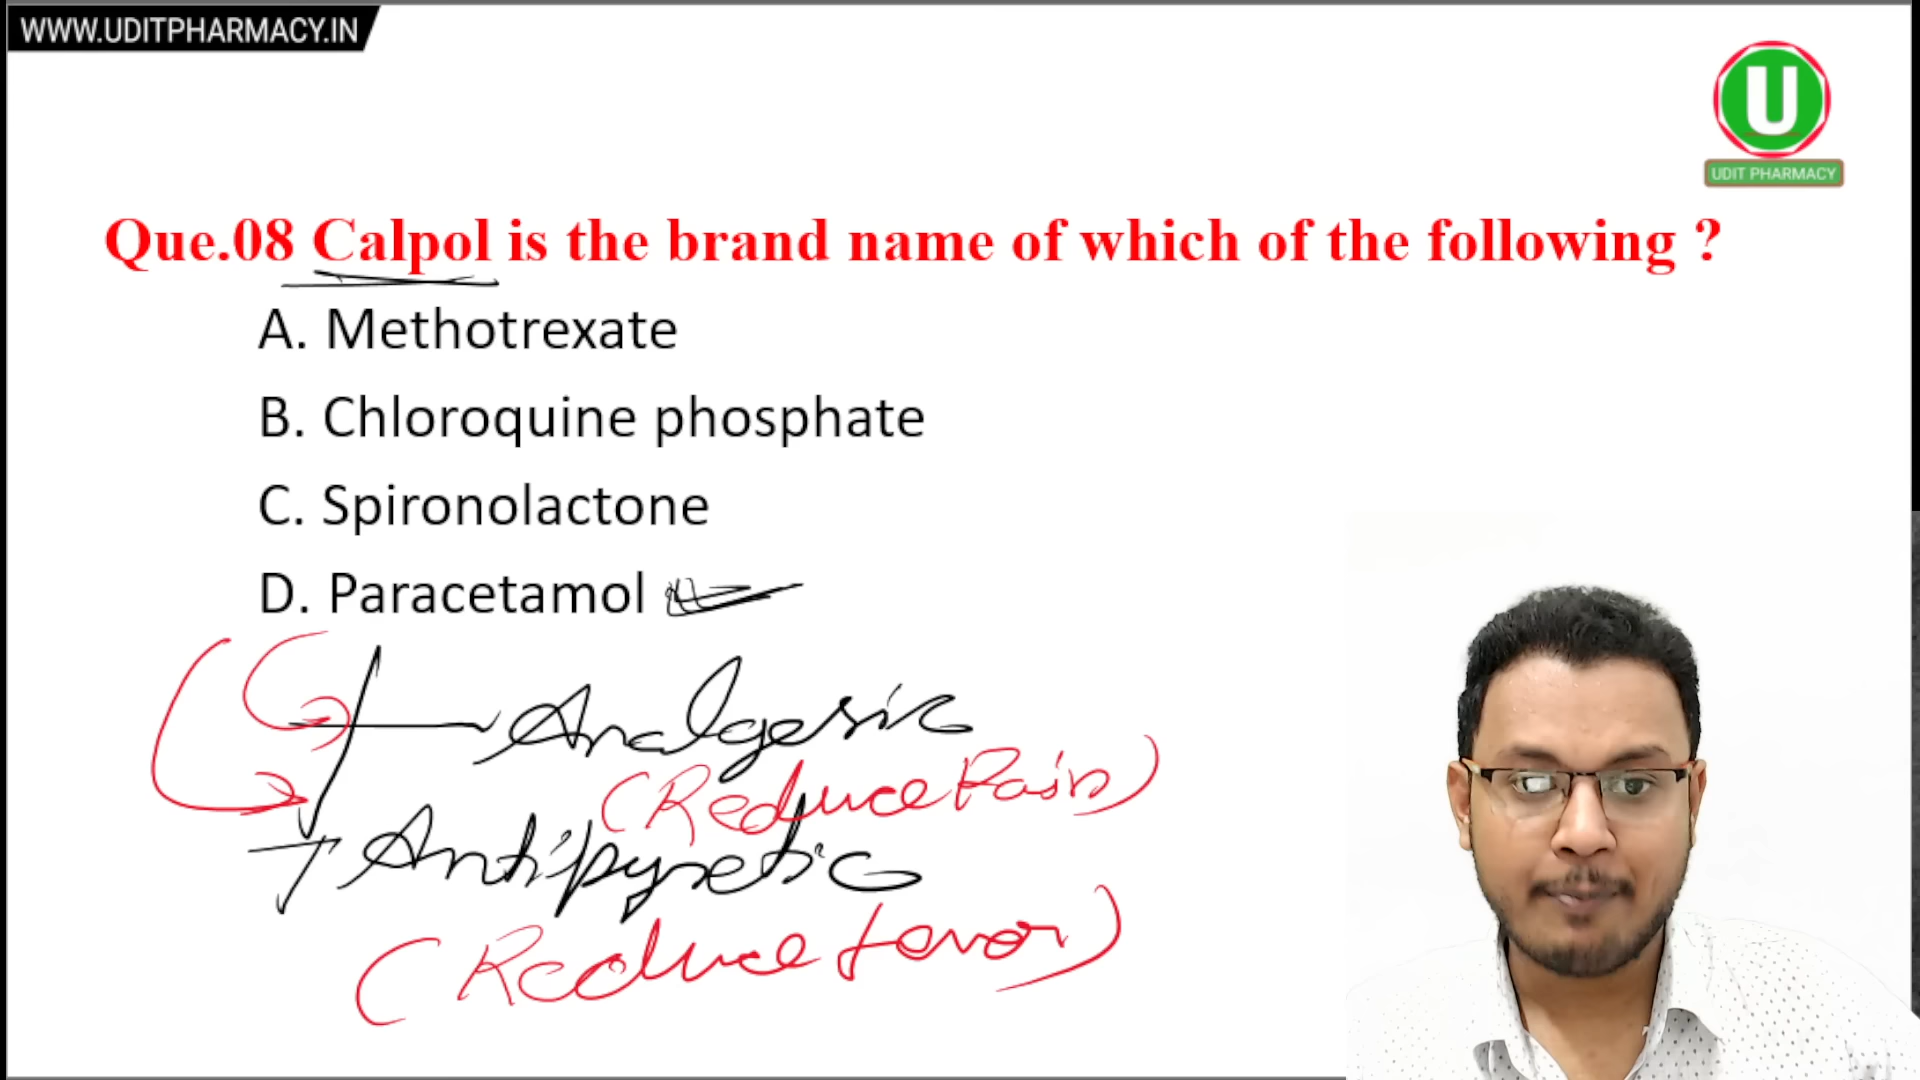 WWW.UDITPHARMACY.IN
U
UDIT PHARMACY
Que.08 Calpol is the brand name of which of the following ?
A. Methotrexate
B. Chloroquine phosphate
C. Spironolactone
D. Paracetamol
Analgesic
(Reduce Pain)
Antipyretic
(Reduce fever)